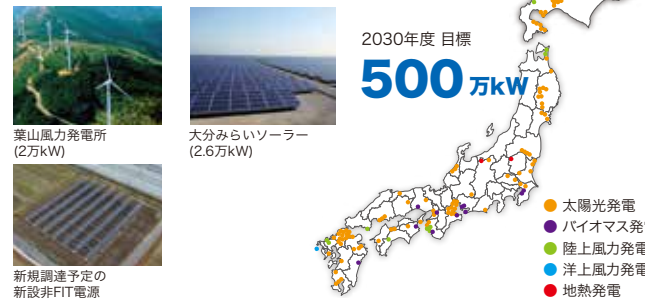 2030年度 目標
500万kW
葉山風力発電所
(2万kW)
大分みらいソーラー
(2.6万kW)
新規調達予定の
新設非FIT電源
太陽光発電
バイオマス発
陸上風力発電
洋上風力発電
地熱発電